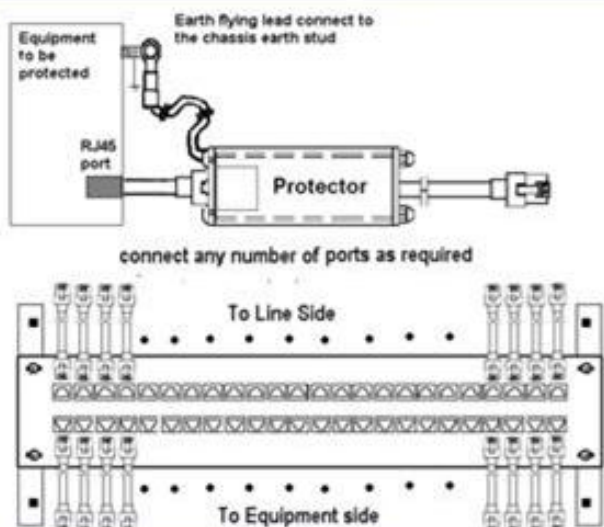 Earth flying lead connect to
the chassis earth stud
Equipment
to be
protected
RJ45
port
Protector
connect any number of ports as required
To Line Side
To Equipment side